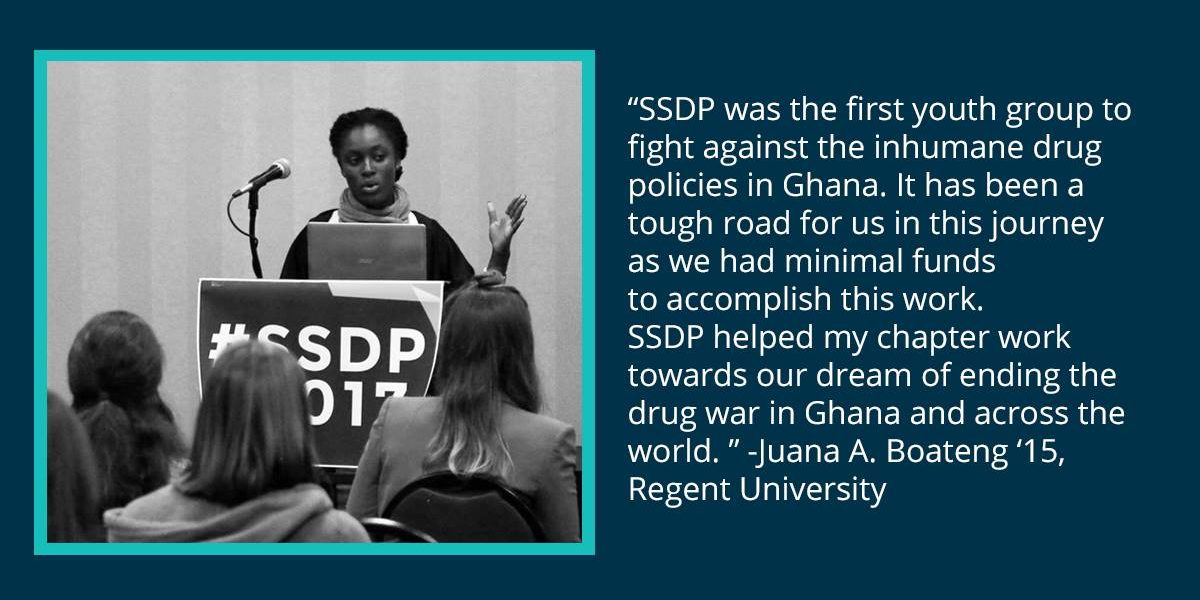 #SSDP
017
“SSDP was the first youth group to
fight against the inhumane drug
policies in Ghana. It has been a
tough road for us in this journey
as we had minimal funds
to accomplish this work.
SSDP helped my chapter work
towards our dream of ending the
drug war in Ghana and across the
world. ” -Juana A. Boateng ‘15,
Regent University